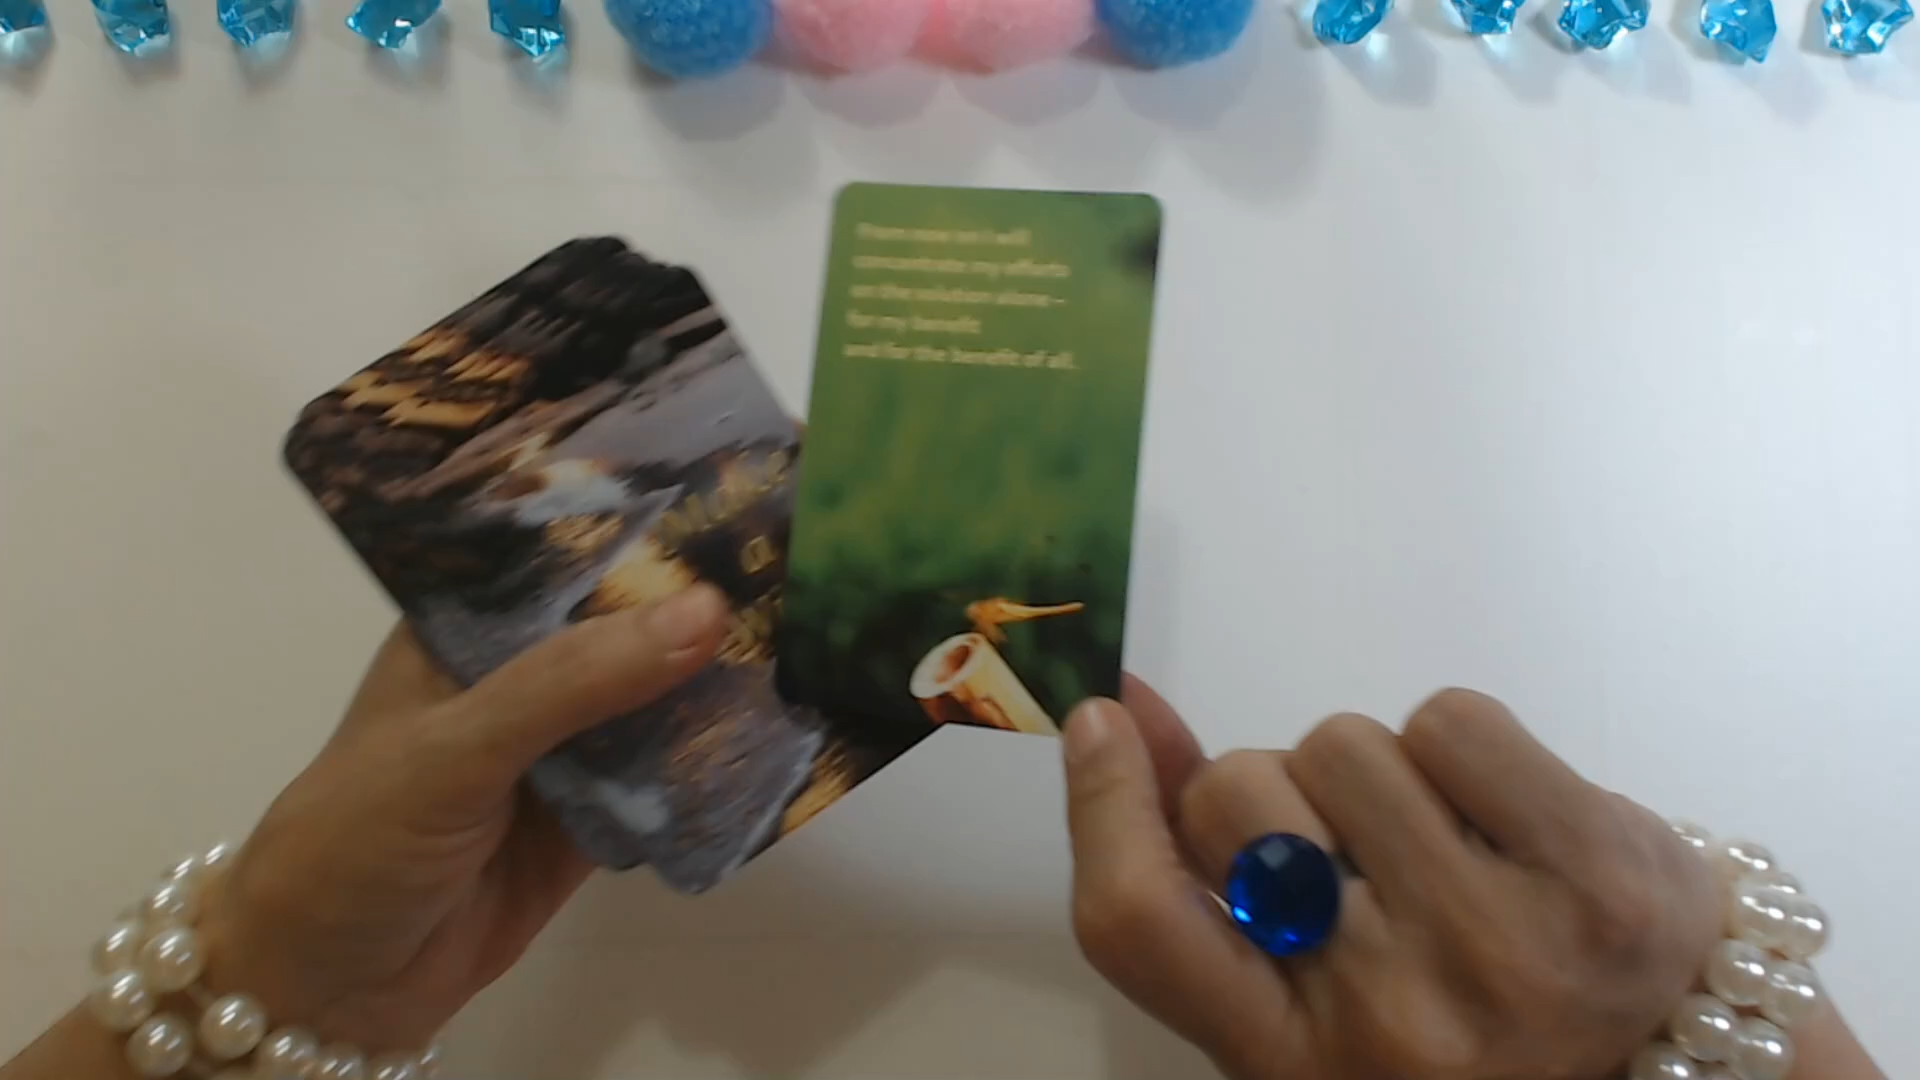 From now on I will
concentrate my efforts
on the solution alone –
for my benefit
and for the benefit of all.
MAKE
a